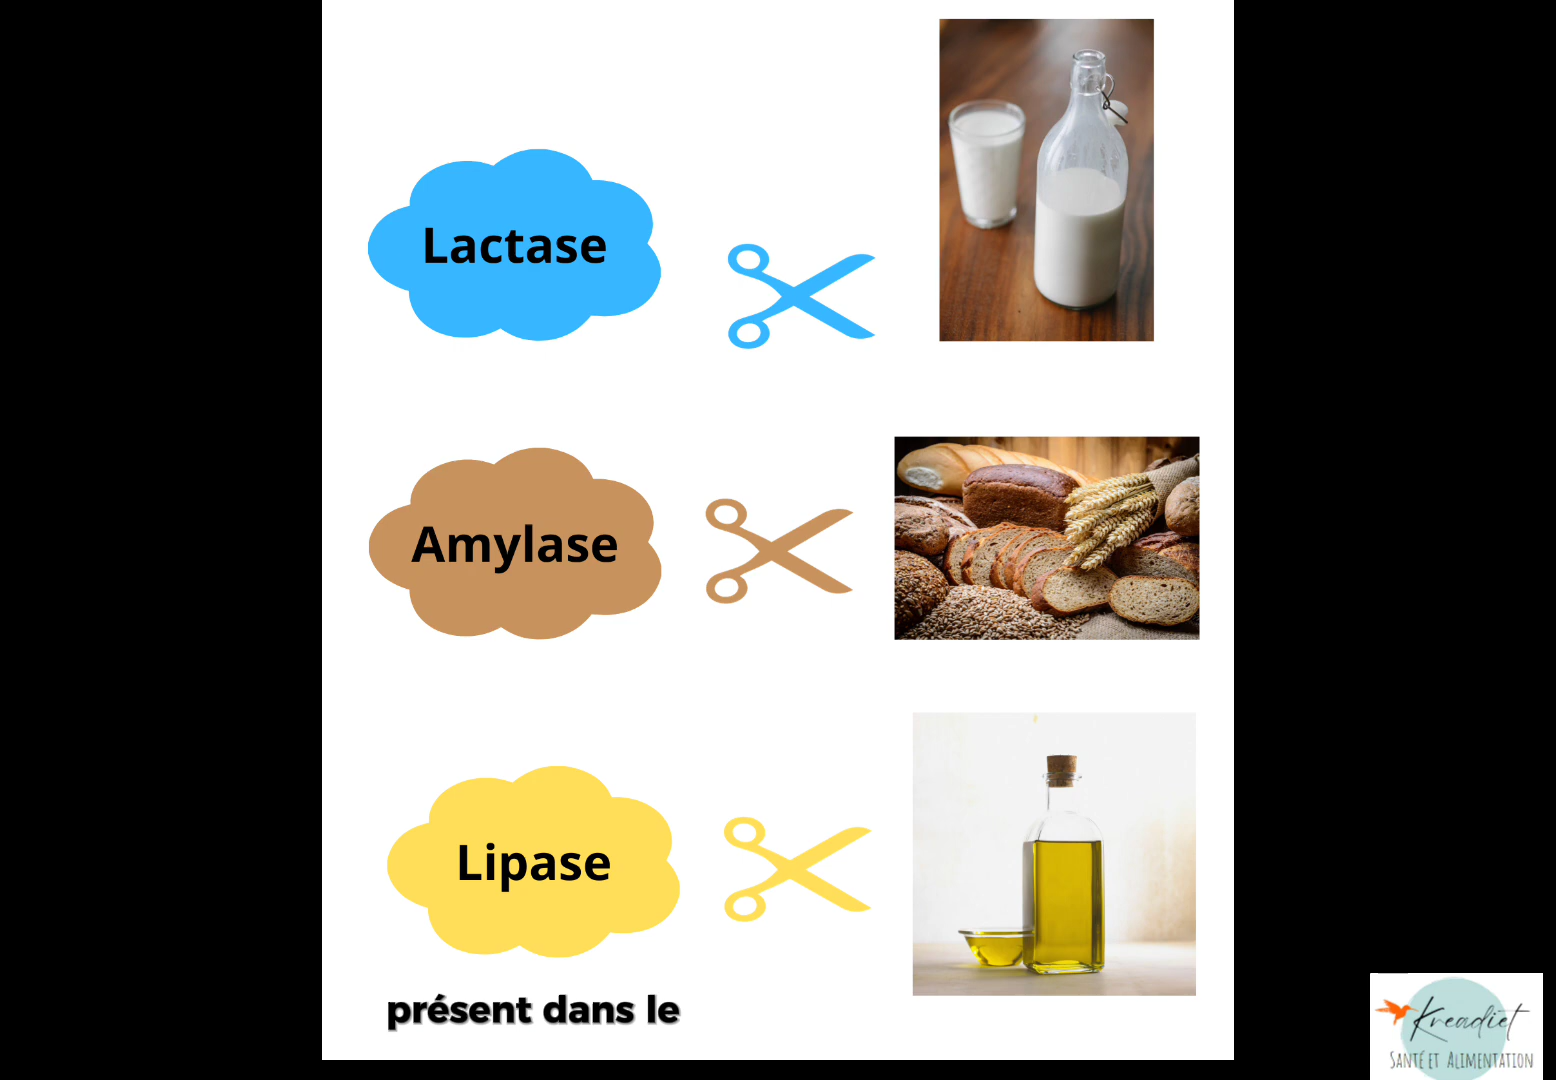 Lactase
Amylase
Lipase
présent dans le
Kreadiet
SANTÉ ET ALIMENTATION